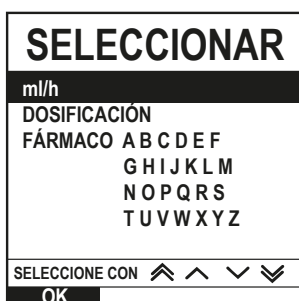 SELECCIONAR
ml/h
DOSIFICACIÓN
FÁRMACO A B C D E F
G H I J K L M
N O P Q R S
T U V W X Y Z
SELECCIONE CON
OK